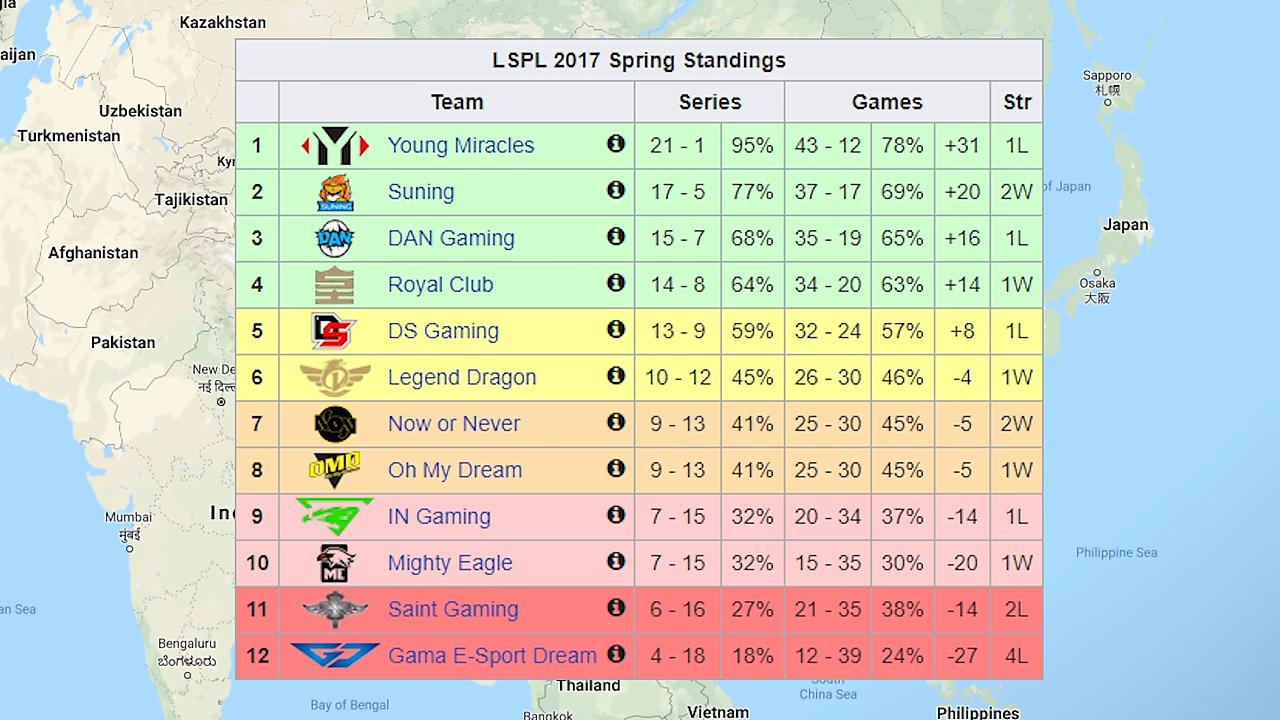 Kazakhstan
aijan
Uzbekistan
Turkmenistan
Tajikistan
Afghanistan
Pakistan
New De
नई दिल्ल
Mumbai
मुंबई
an Sea
Bengaluru
ಬೆಂಗಳೂರು
Bay of Bengal
LSPL 2017 Spring Standings
Team Series Games Str
1 Young Miracles 21 - 1 95% 43 - 12 78% +31 1L
2 SUNING Suning 17 - 5 77% 37 - 17 69% +20 2W
3 DAN DAN Gaming 15 - 7 68% 35 - 19 65% +16 1L
4 Royal Club 14 - 8 64% 34 - 20 63% +14 1W
5 DS DS Gaming 13 - 9 59% 32 - 24 57% +8 1L
6 Legend Dragon 10 - 12 45% 26 - 30 46% -4 1W
7 Now or Never 9 - 13 41% 25 - 30 45% -5 2W
8 OMD Oh My Dream 9 - 13 41% 25 - 30 45% -5 1W
9 IN Gaming 7 - 15 32% 20 - 34 37% -14 1L
10 ME Mighty Eagle 7 - 15 32% 15 - 35 30% -20 1W
11 Saint Gaming 6 - 16 27% 21 - 35 38% -14 2L
12 Gama E-Sport Dream 4 - 18 18% 12 - 39 24% -27 4L
Sapporo
札幌
of Japan
Japan
Osaka
大阪
Philippine Sea
Thailand
Bangkok
Vietnam
South
China Sea
Philippines